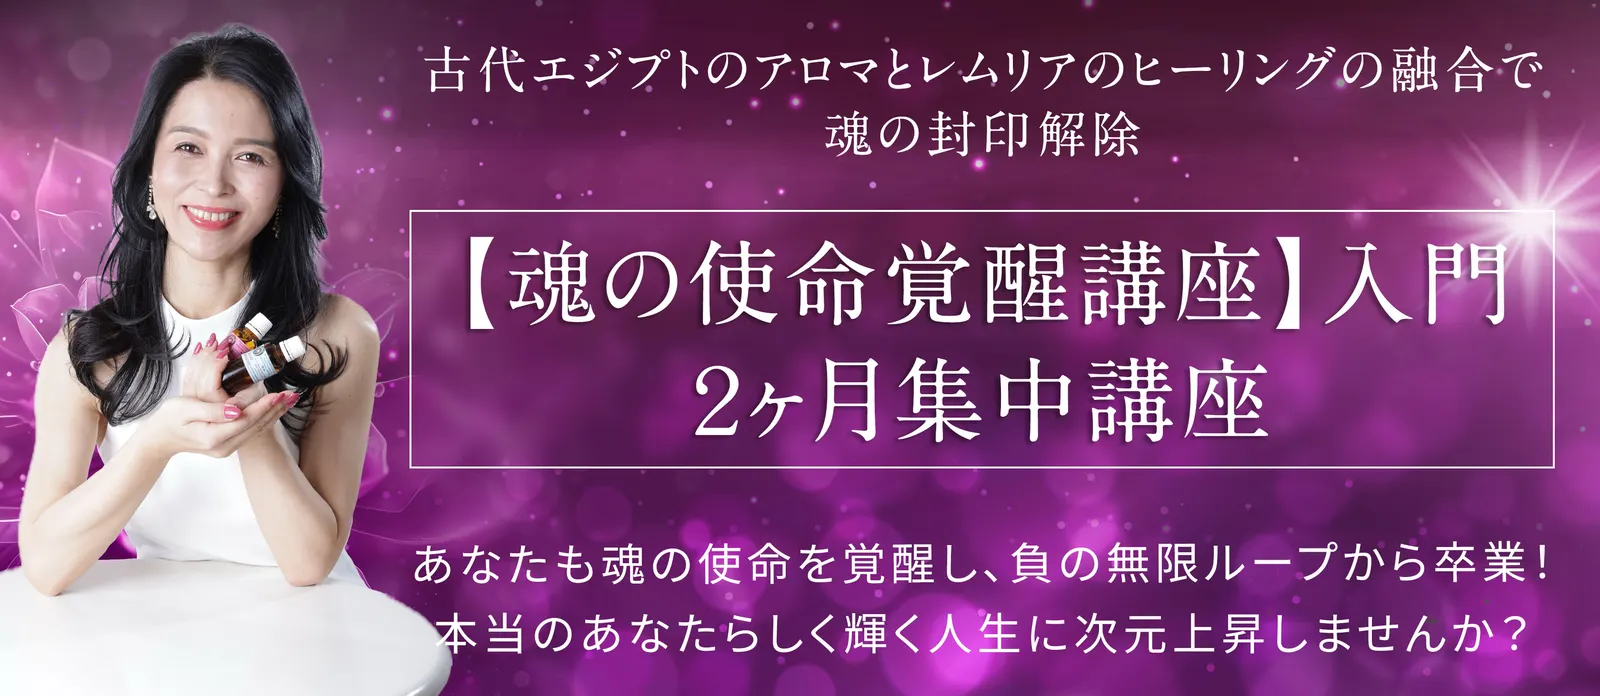 古代エジプトのアロマとレムリアのヒーリングの融合で
魂の封印解除
【魂の使命覚醒講座】入門
2ヶ月集中講座
あなたも魂の使命を覚醒し、負の無限ループから卒業！
本当のあなたらしく輝く人生に次元上昇しませんか？